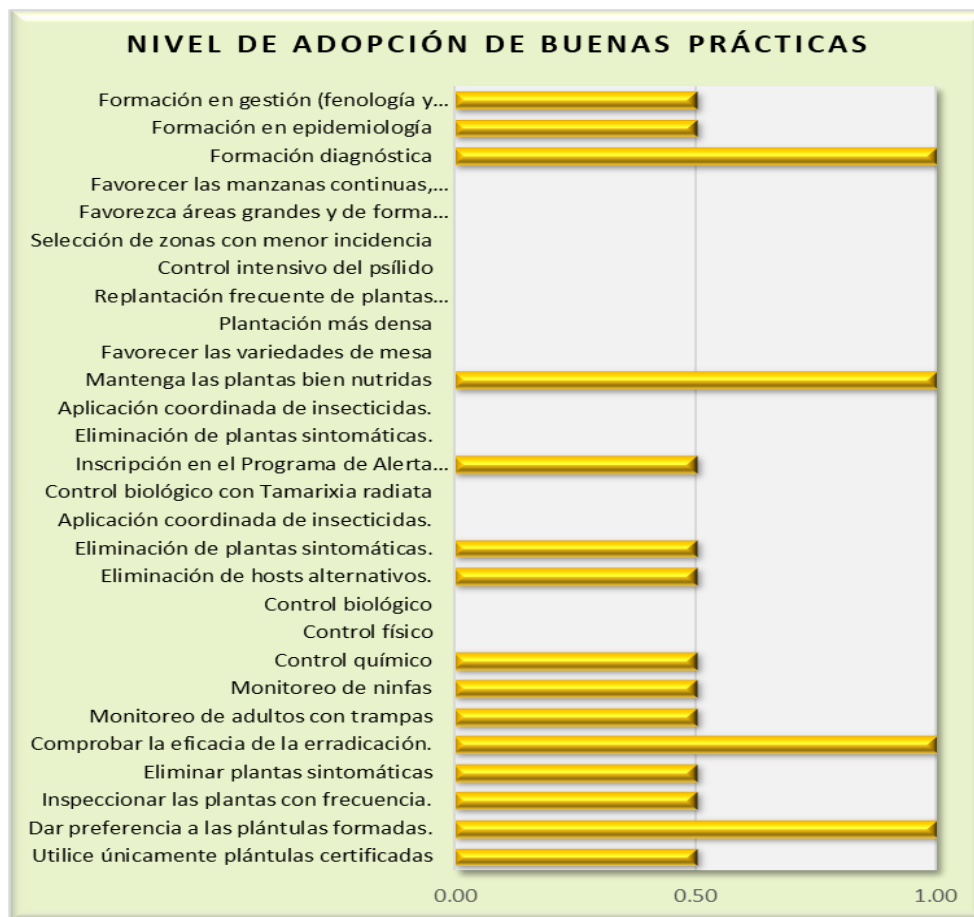 NIVEL DE ADOPCIÓN DE BUENAS PRÁCTICAS
Formación en gestión (fenología y...
Formación en epidemiología
Formación diagnóstica
Favorecer las manzanas continuas,...
Favorezca áreas grandes y de forma...
Selección de zonas con menor incidencia
Control intensivo del psílido
Replantación frecuente de plantas...
Plantación más densa
Favorecer las variedades de mesa
Mantenga las plantas bien nutridas
Aplicación coordinada de insecticidas.
Eliminación de plantas sintomáticas.
Inscripción en el Programa de Alerta...
Control biológico con Tamarixia radiata
Aplicación coordinada de insecticidas.
Eliminación de plantas sintomáticas.
Eliminación de hosts alternativos.
Control biológico
Control físico
Control químico
Monitoreo de ninfas
Monitoreo de adultos con trampas
Comprobar la eficacia de la erradicación.
Eliminar plantas sintomáticas
Inspeccionar las plantas con frecuencia.
Dar preferencia a las plántulas formadas.
Utilice únicamente plántulas certificadas
0.00 0.50 1.00